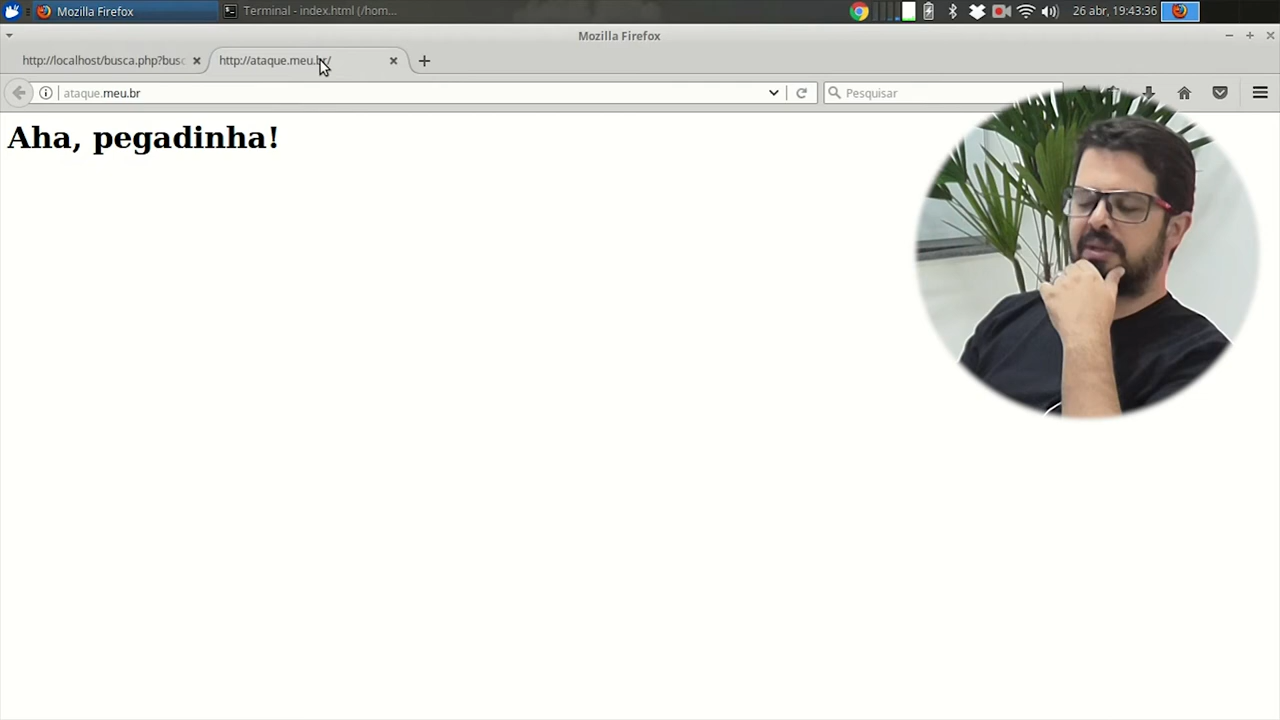 Mozilla Firefox
Terminal - index.html (/hom...
26 abr, 19:43:36
Mozilla Firefox
http://localhost/busca.php?busc
http://ataque.meu.br/
ataque.meu.br
Pesquisar
Aha, pegadinha!